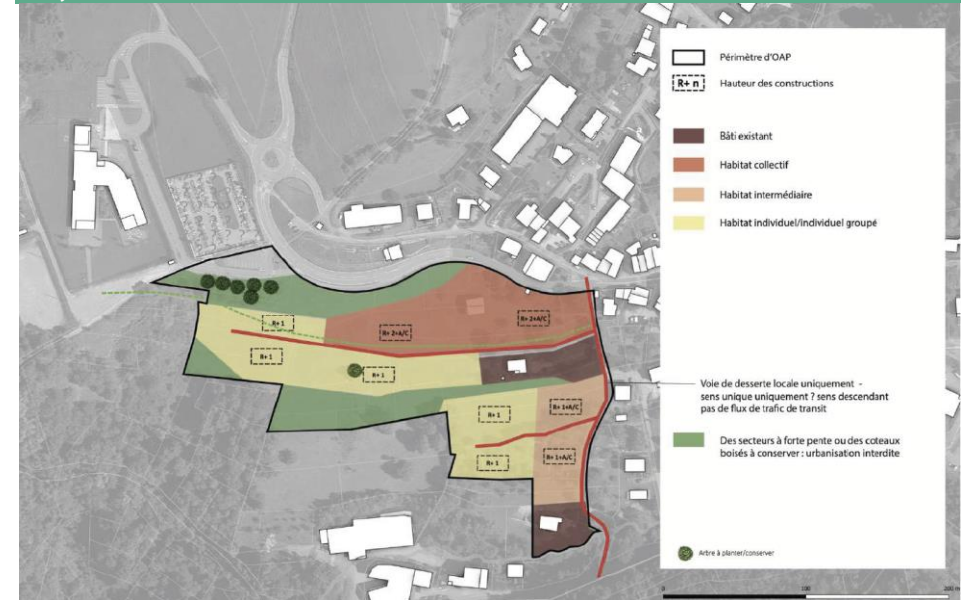 Périmètre d'OAP
R+ n
Hauteur des constructions
Bâti existant
Habitat collectif
Habitat intermédiaire
Habitat individuel/individuel groupé
R+ 1
R+ 2+A/C
R+ 2+A/C
R+ 1
R+ 1
R+ 1
R+ 1+A/C
R+ 1
R+ 1+A/C
Voie de desserte locale uniquement -
sens unique uniquement ? sens descendant
pas de flux de trafic de transit
Des secteurs à forte pente ou des coteaux
boisés à conserver : urbanisation interdite
Arbre à planter/conserver
0
100
200 m